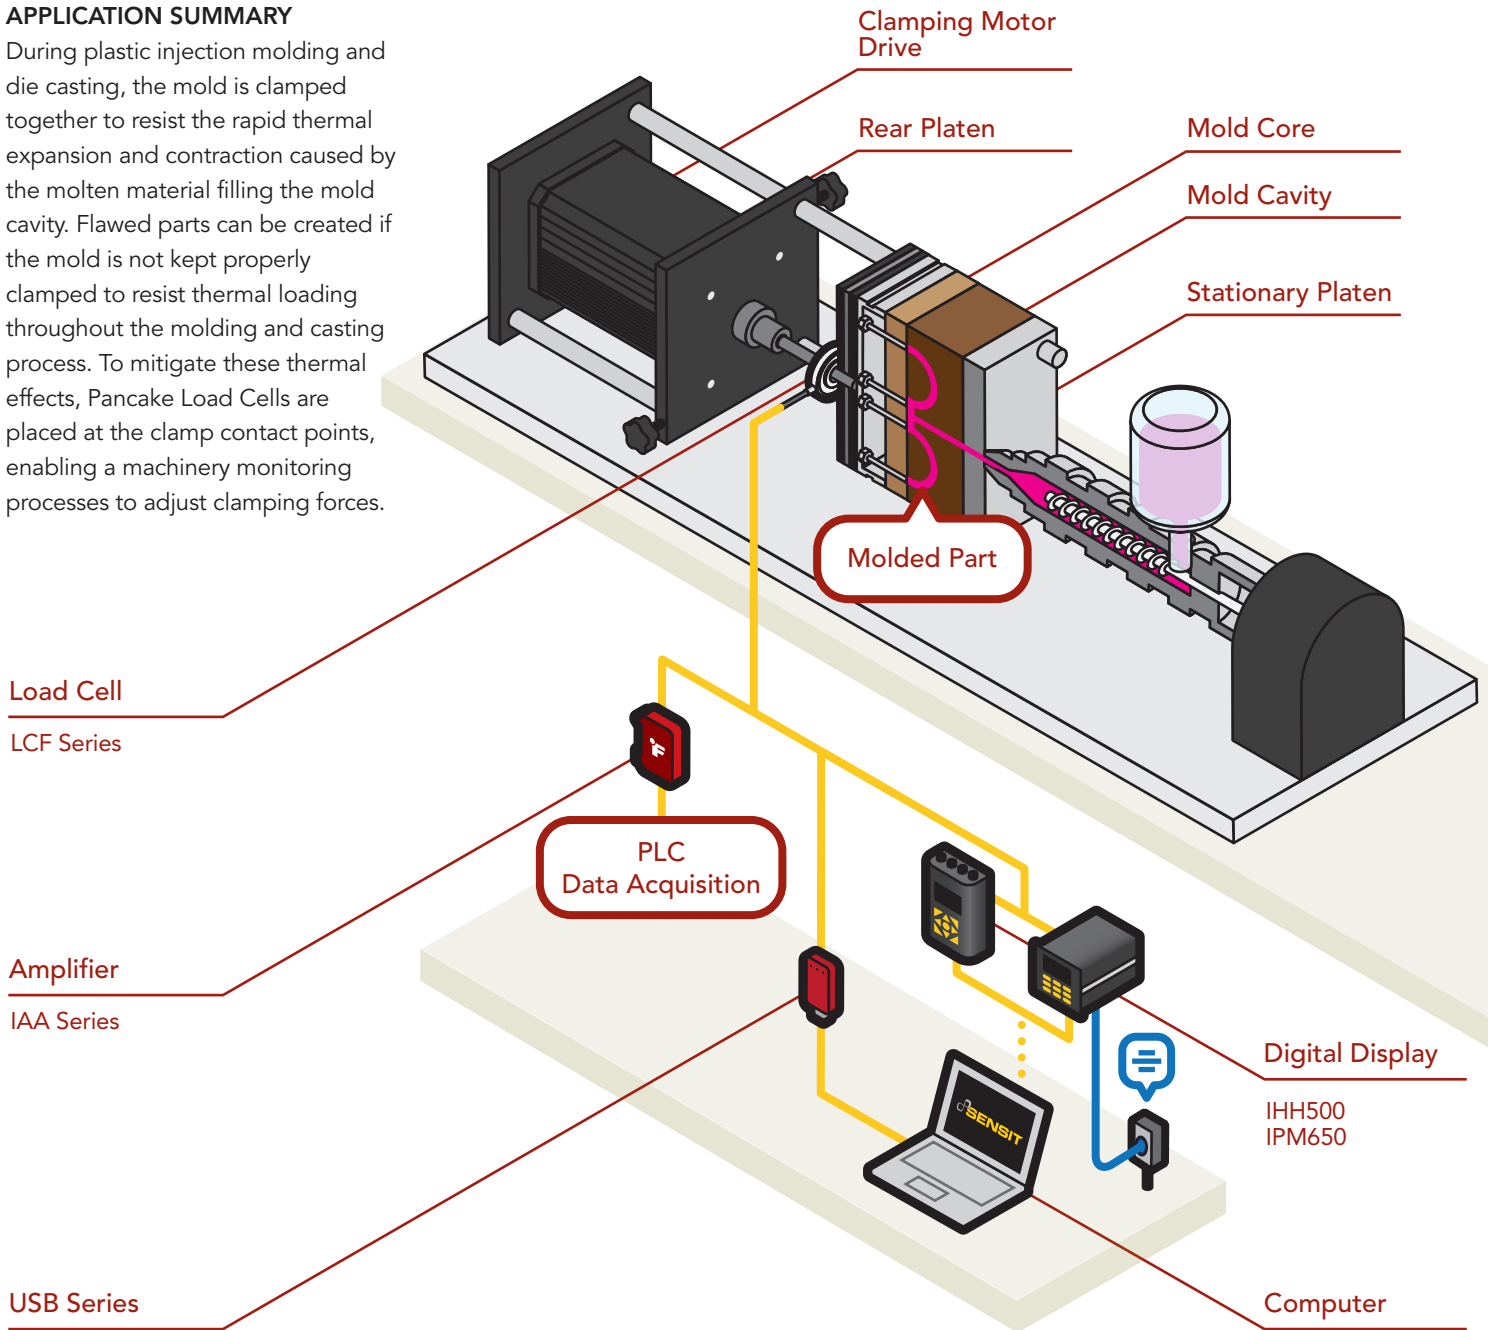 APPLICATION SUMMARY
During plastic injection molding and
die casting, the mold is clamped
together to resist the rapid thermal
expansion and contraction caused by
the molten material filling the mold
cavity. Flawed parts can be created if
the mold is not kept properly
clamped to resist thermal loading
throughout the molding and casting
process. To mitigate these thermal
effects, Pancake Load Cells are
placed at the clamp contact points,
enabling a machinery monitoring
processes to adjust clamping forces.
Clamping Motor
Drive
Rear Platen
Mold Core
Mold Cavity
Stationary Platen
Molded Part
Load Cell
LCF Series
PLC
Data Acquisition
Amplifier
IAA Series
Digital Display
IHH500
IPM650
SENSIT
USB Series
Computer